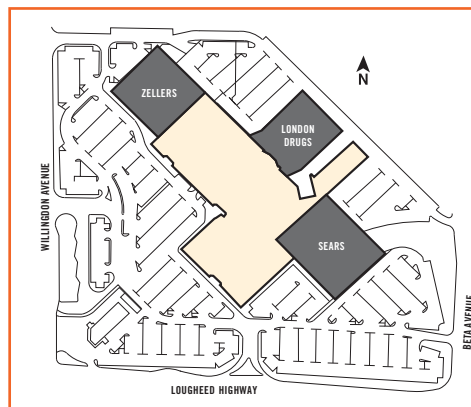 ZELLERS
N
LONDON
DRUGS
WILLINGDON AVENUE
SEARS
BETA AVENUE
LOUGHEED HIGHWAY